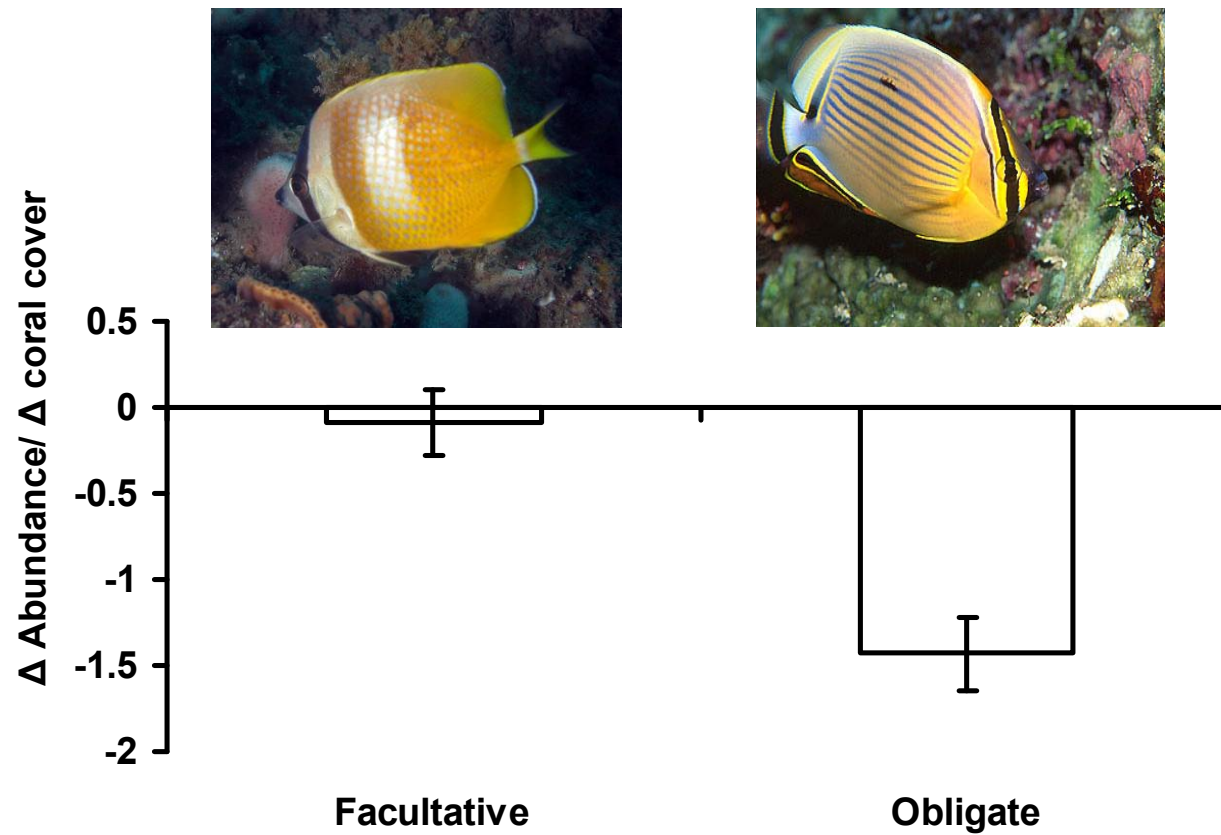 Δ Abundance/ Δ coral cover
0.5
0
-0.5
-1
-1.5
-2
Facultative
Obligate